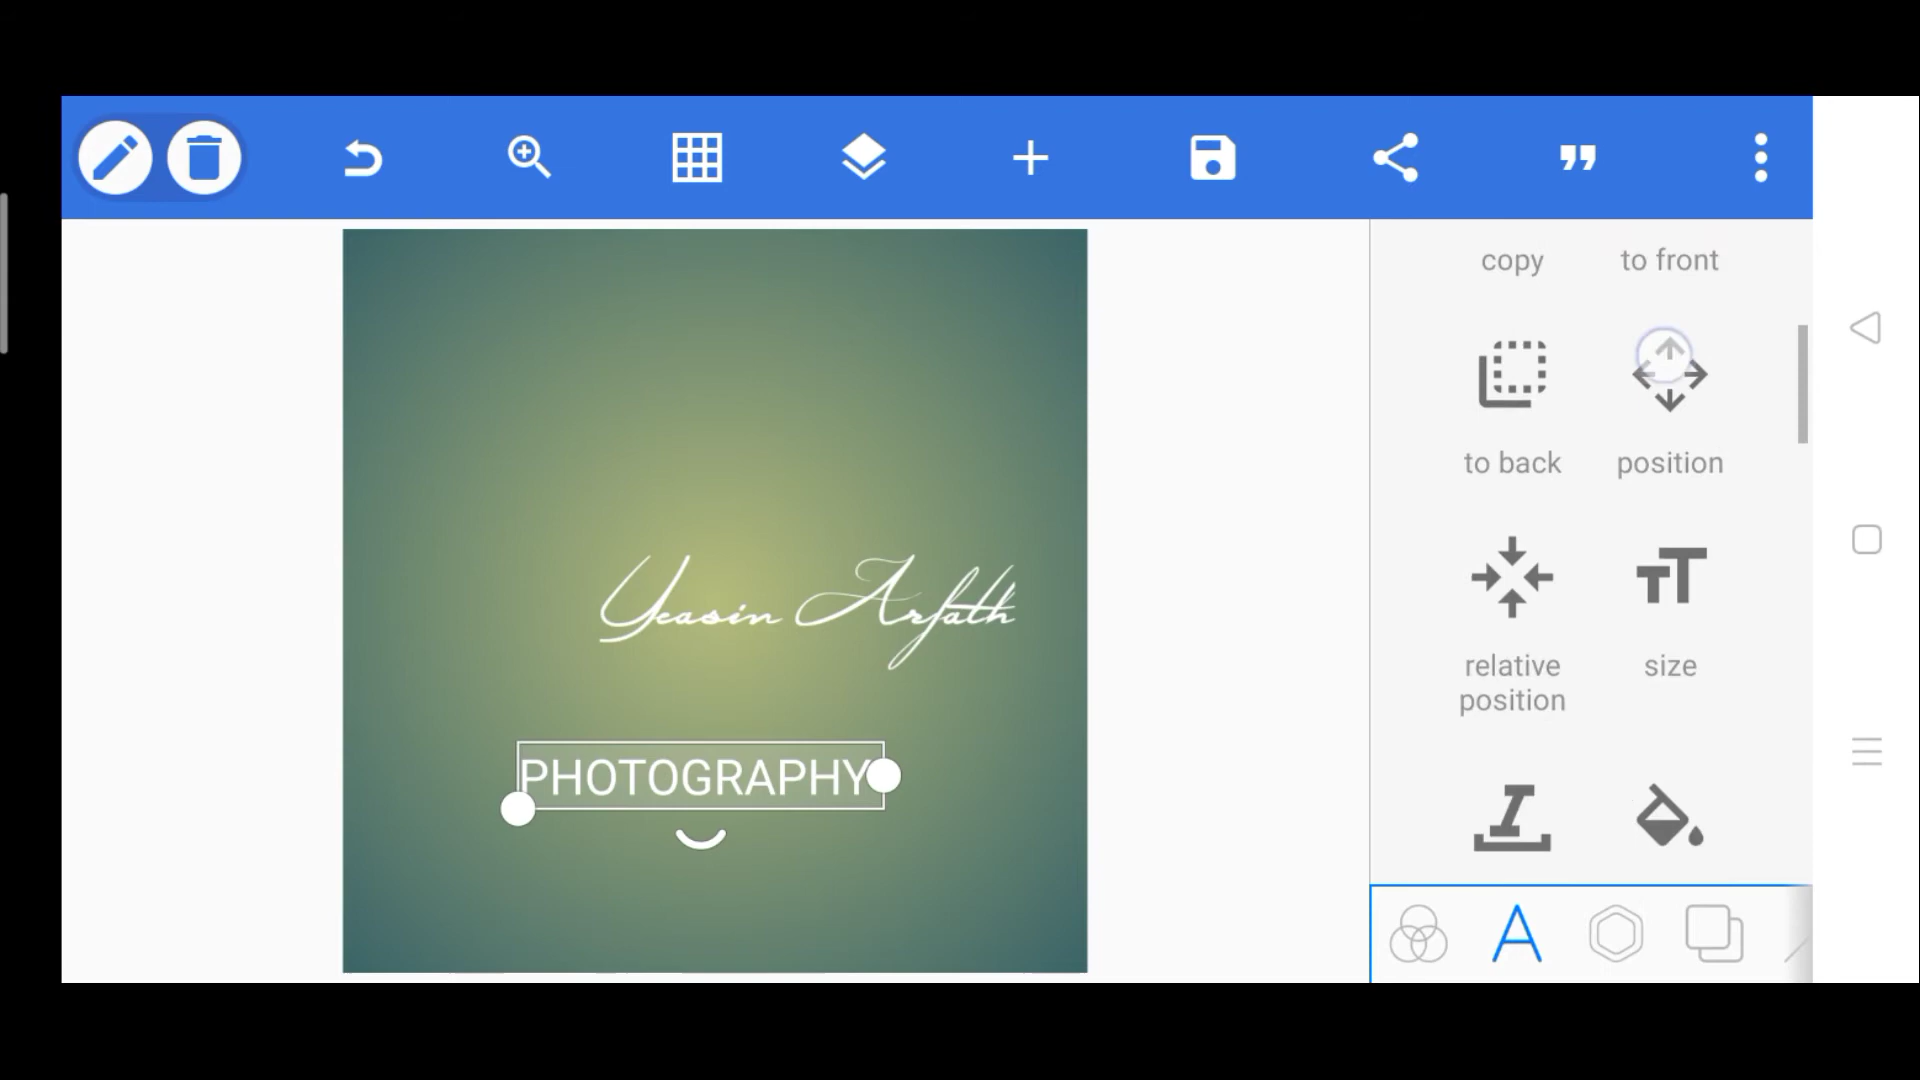 copy
to front
to back
position
Yeasin Arfath
relative
position
size
PHOTOGRAPHY